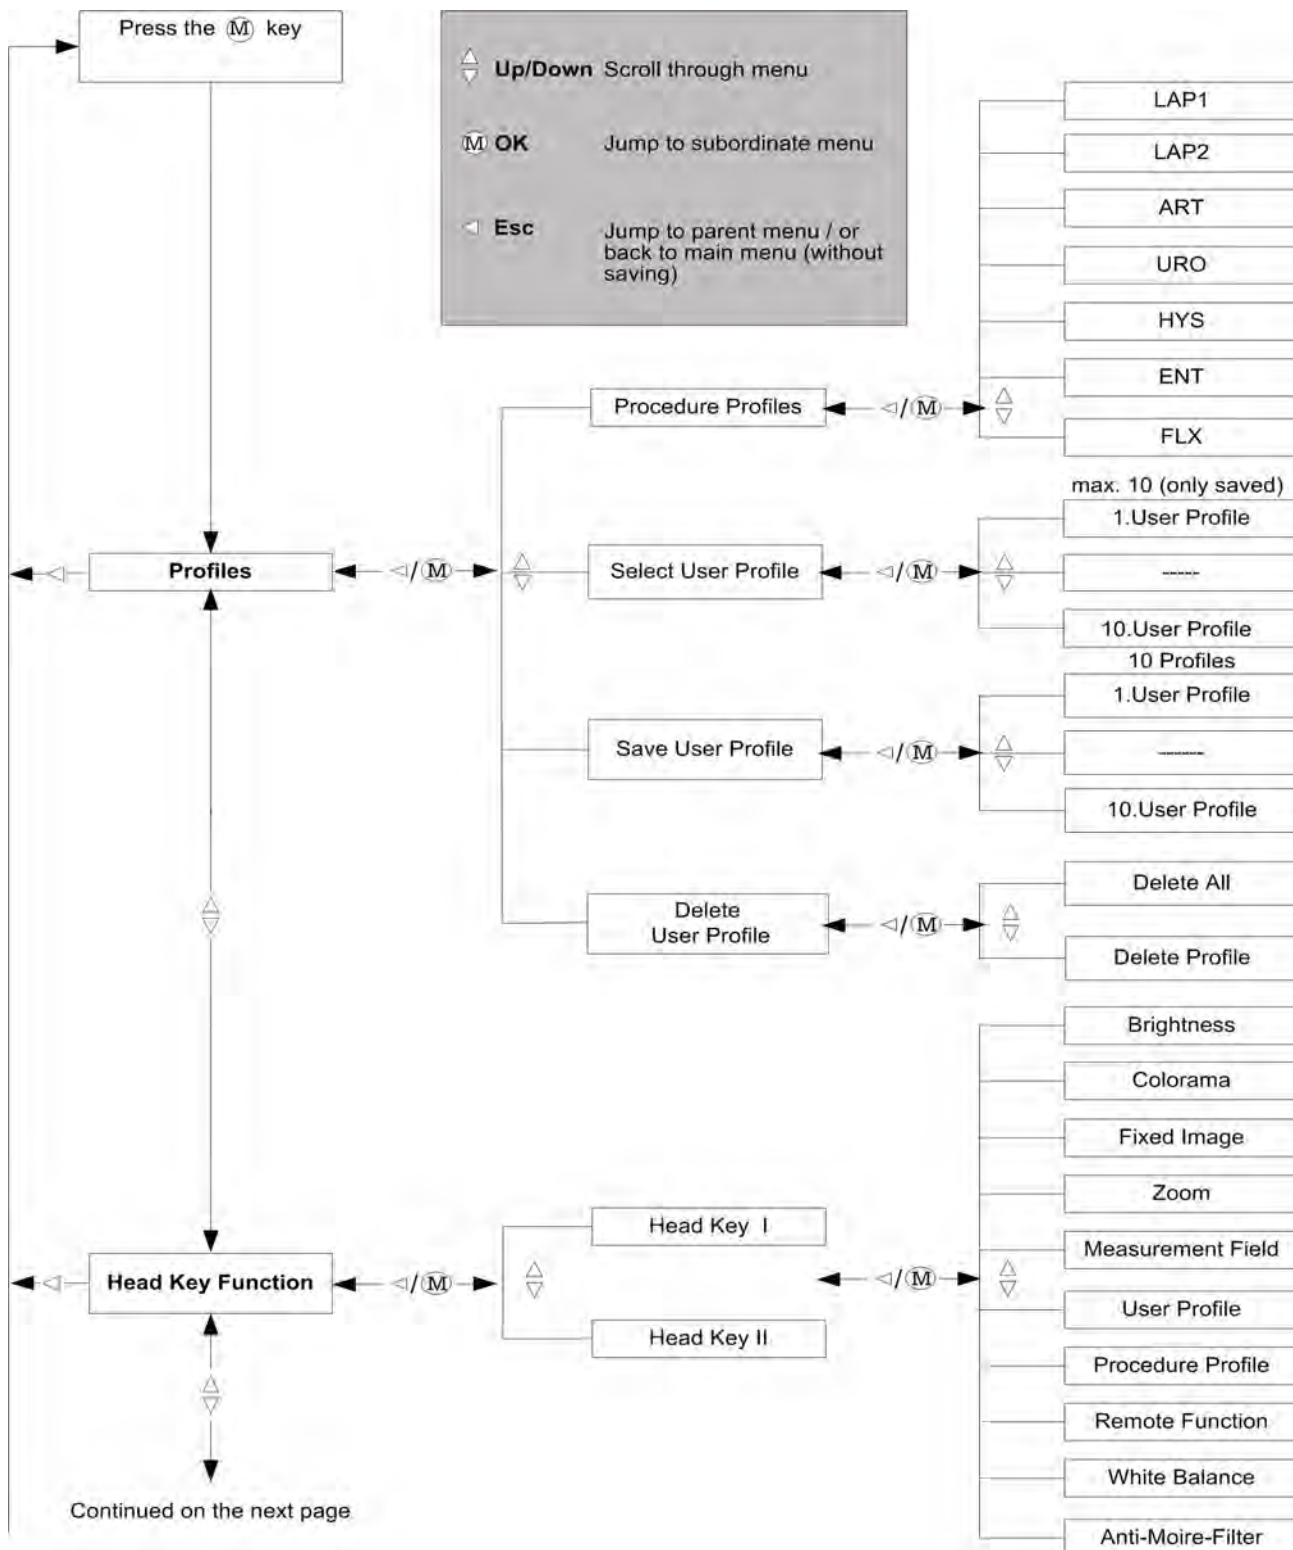 Press the M key
Up/Down Scroll through menu
M OK Jump to subordinate menu
Esc Jump to parent menu / or
back to main menu (without
saving)
LAP1
LAP2
ART
URO
HYS
ENT
FLX
Procedure Profiles
/M
max. 10 (only saved)
1.User Profile
-----
10.User Profile
Profiles
/M
Select User Profile
/M
10 Profiles
1.User Profile
------
10.User Profile
Save User Profile
/M
Delete
User Profile
/M
Delete All
Delete Profile
Head Key Function
/M
Head Key I
Head Key II
/M
Brightness
Colorama
Fixed Image
Zoom
Measurement Field
User Profile
Procedure Profile
Remote Function
White Balance
Anti-Moire-Filter
Continued on the next page